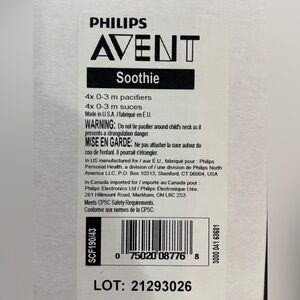 PHILIPS
AVENT
Soothie
4x 0-3 m pacifiers
4x 0-3 m suces
Made in U.S.A. / fabriqué en É.U.
WARNING: Do not tie pacifier around child's neck as it
presents a strangulation danger.
MISE EN GARDE: Ne pas attacher la suce autour du
cou de l'enfant. Il pourrait s'étrangler.
In US manufactured for / aux É.U., fabriqué pour : Philips
Personal Health, a division of / une division de Philips North
America LLC, P.O. Box 10313, Stamford, CT 06904, USA
In Canada imported for / importé au Canada pour :
Philips Electronics Ltd / Philips Électronique Ltée,
281 Hillmount Road, Markham, ON L6C 2S3
Meets CPSC Safety Requirements.
Conforme aux normes de la CPSC.
SCF190/43
0 75020 08776 8
3000 041 69681
LOT: 21293026